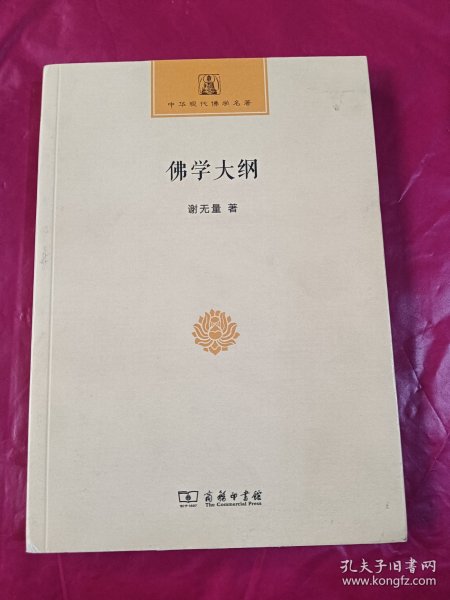 中华现代佛学名著
佛学大纲
谢无量 著
商务印书馆
The Commercial Press
孔夫子旧书网
www.kongfz.com